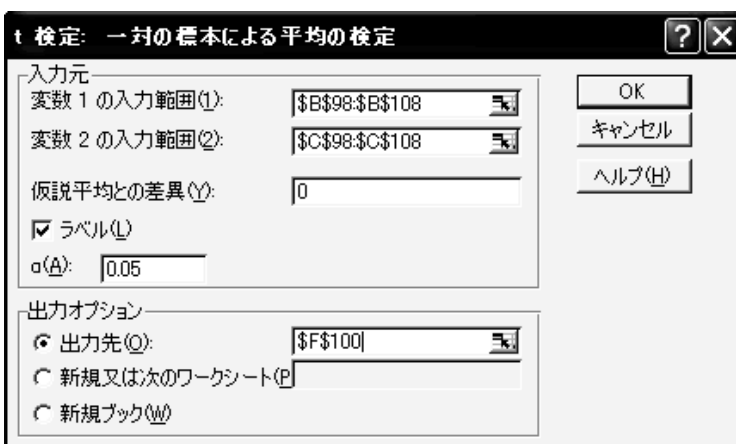 t 検定: 一対の標本による平均の検定
入力元
変数 1 の入力範囲(1): $B$98:$B$108
変数 2 の入力範囲(2): $C$98:$C$108
仮説平均との差異(Y): 0
ラベル(L)
α(A): 0.05
OK
キャンセル
ヘルプ(H)
出力オプション
出力先(O): $F$100
新規又は次のワークシート(P
新規ブック(W)